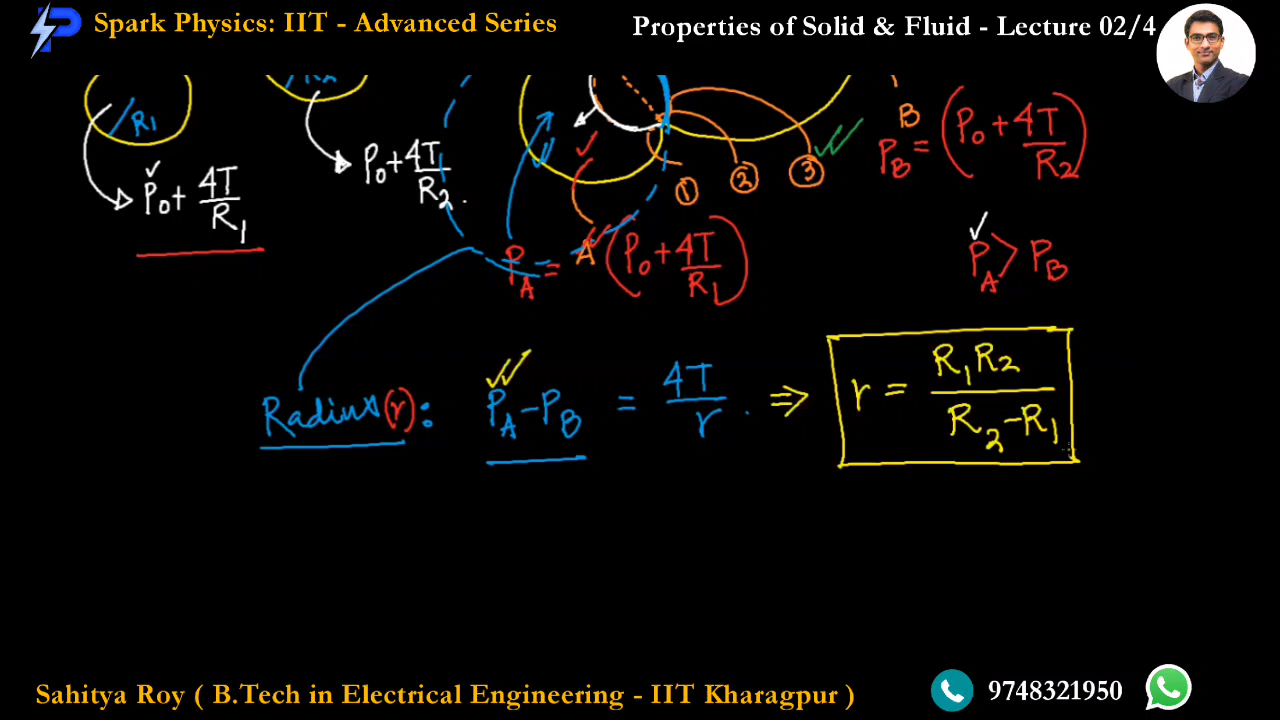 Spark Physics: IIT - Advanced Series
Properties of Solid & Fluid - Lecture 02/4
R1
P0 + 4T/R1
P0 + 4T/R2
① ② ③
A
B
PA = (P0 + 4T/R1)
PB = (P0 + 4T/R2)
PA > PB
Radius (r) : PA - PB = 4T/r ⇒ r = R1R2/(R2 - R1)
Sahitya Roy ( B.Tech in Electrical Engineering - IIT Kharagpur )
9748321950